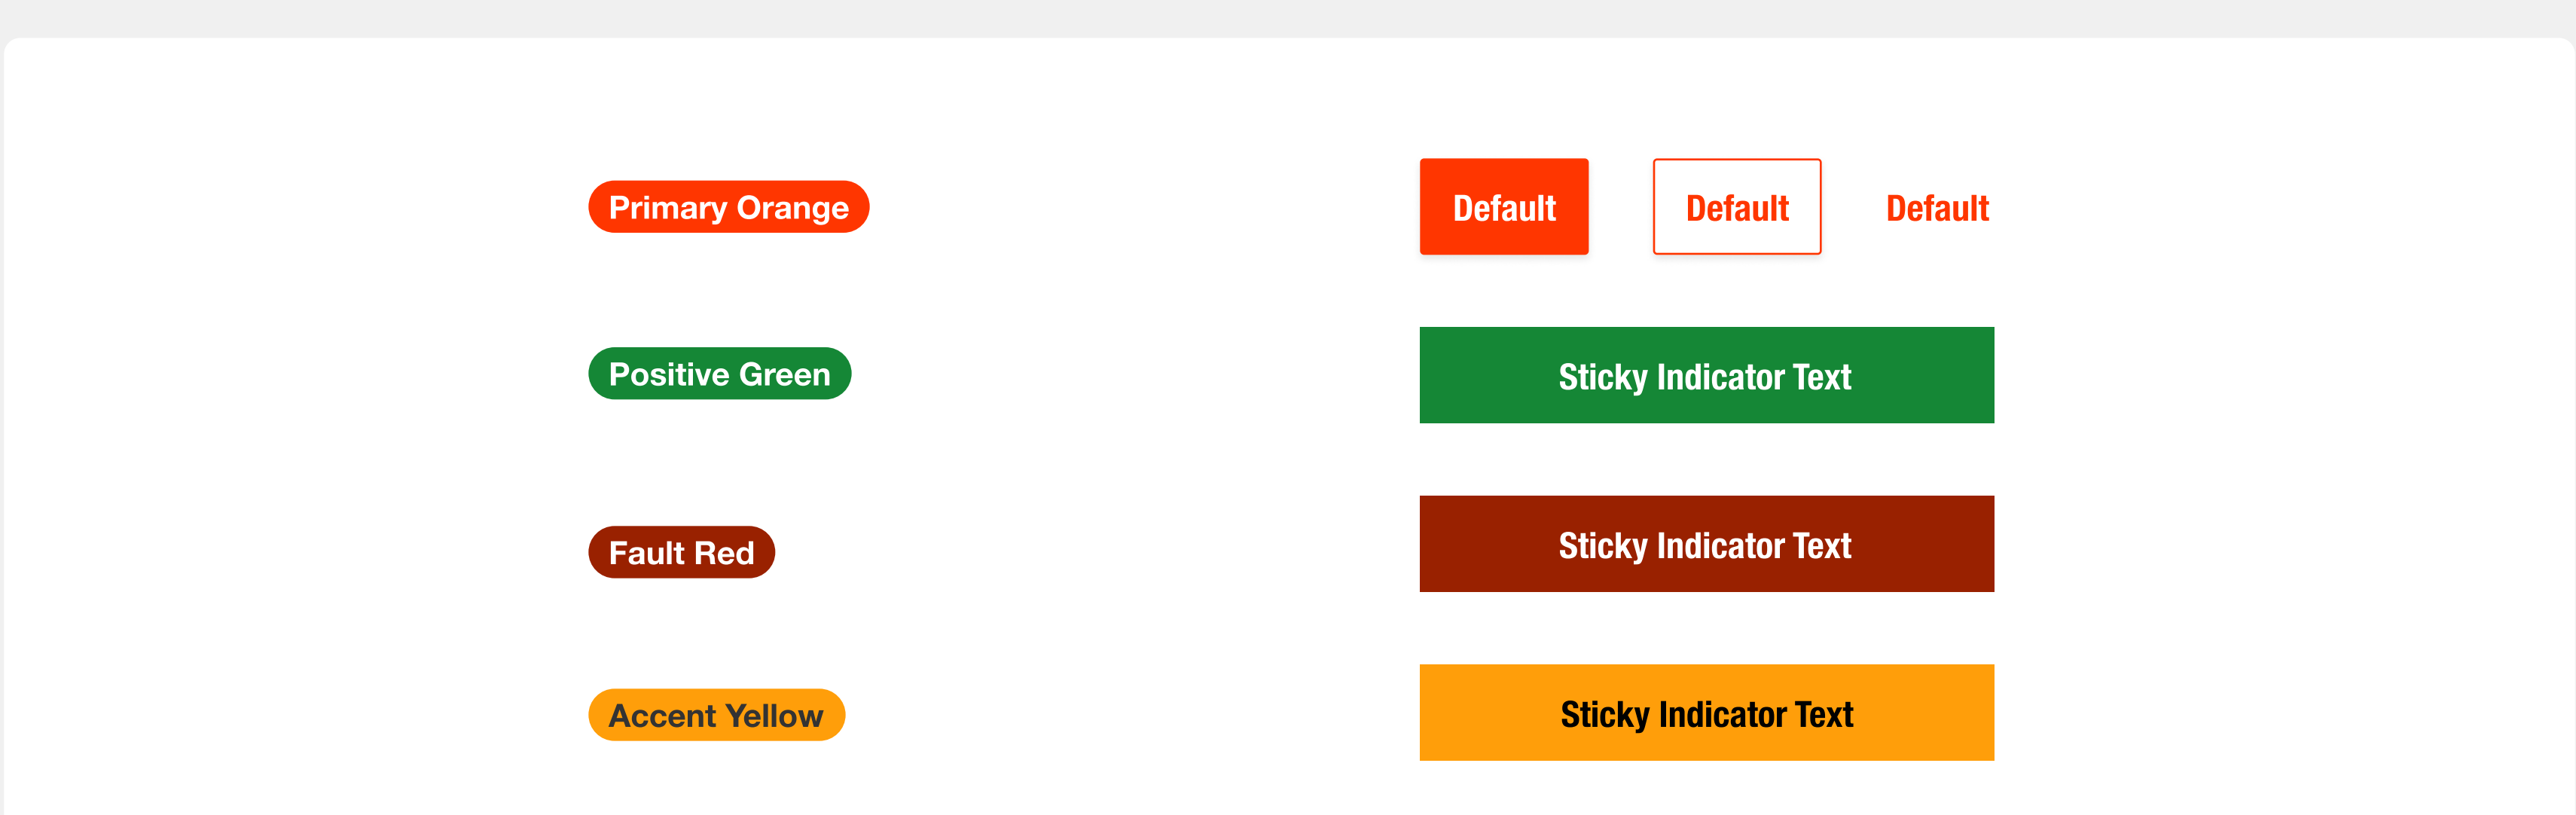 Primary Orange
Default
Default
Default
Positive Green
Sticky Indicator Text
Fault Red
Sticky Indicator Text
Accent Yellow
Sticky Indicator Text